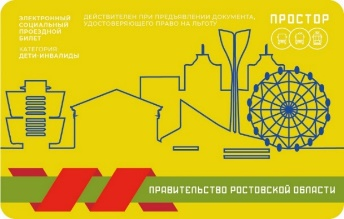 ЭЛЕКТРОННЫЙ
СОЦИАЛЬНЫЙ
ПРОЕЗДНОЙ
БИЛЕТ
КАТЕГОРИЯ
ДЕТИ-ИНВАЛИДЫ
ДЕЙСТВИТЕЛЕН ПРИ ПРЕДЪЯВЛЕНИИ ДОКУМЕНТА,
УДОСТОВЕРЯЮЩЕГО ПРАВО НА ЛЬГОТУ
ПРОСТОР
ПРАВИТЕЛЬСТВО РОСТОВСКОЙ ОБЛАСТИ